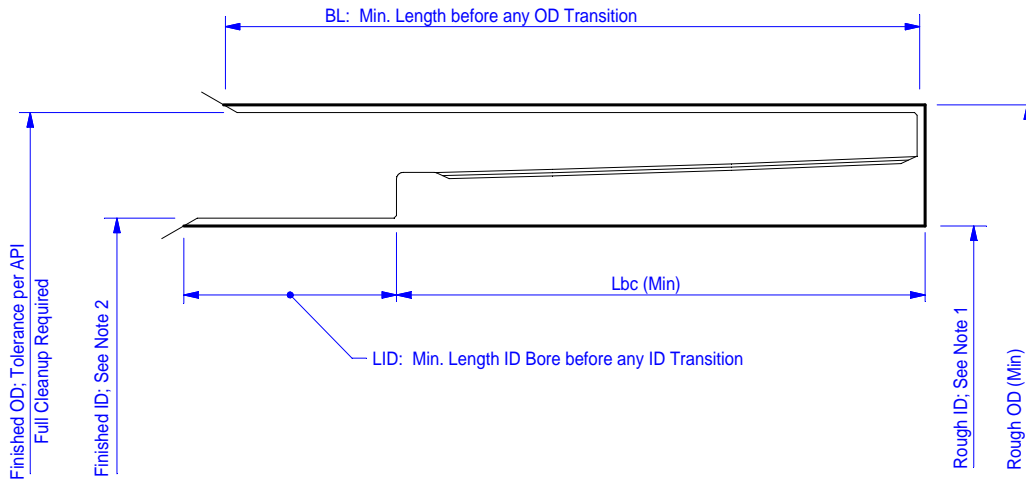 BL: Min. Length before any OD Transition
Lbc (Min)
LID: Min. Length ID Bore before any ID Transition
Finished OD; Tolerance per API
Full Cleanup Required
Finished ID; See Note 2
Rough ID; See Note 1
Rough OD (Min)